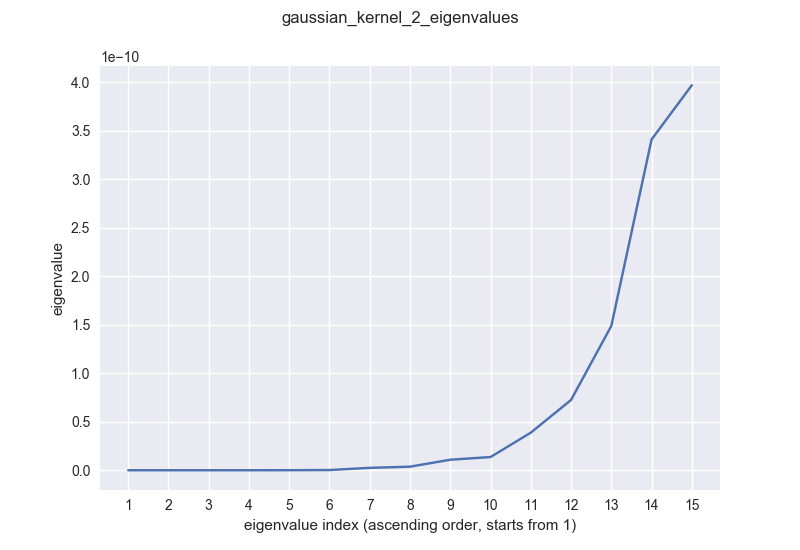 gaussian_kernel_2_eigenvalues
1e−10
4.0
3.5
3.0
2.5
2.0
1.5
1.0
0.5
0.0
eigenvalue
1 2 3 4 5 6 7 8 9 10 11 12 13 14 15
eigenvalue index (ascending order, starts from 1)